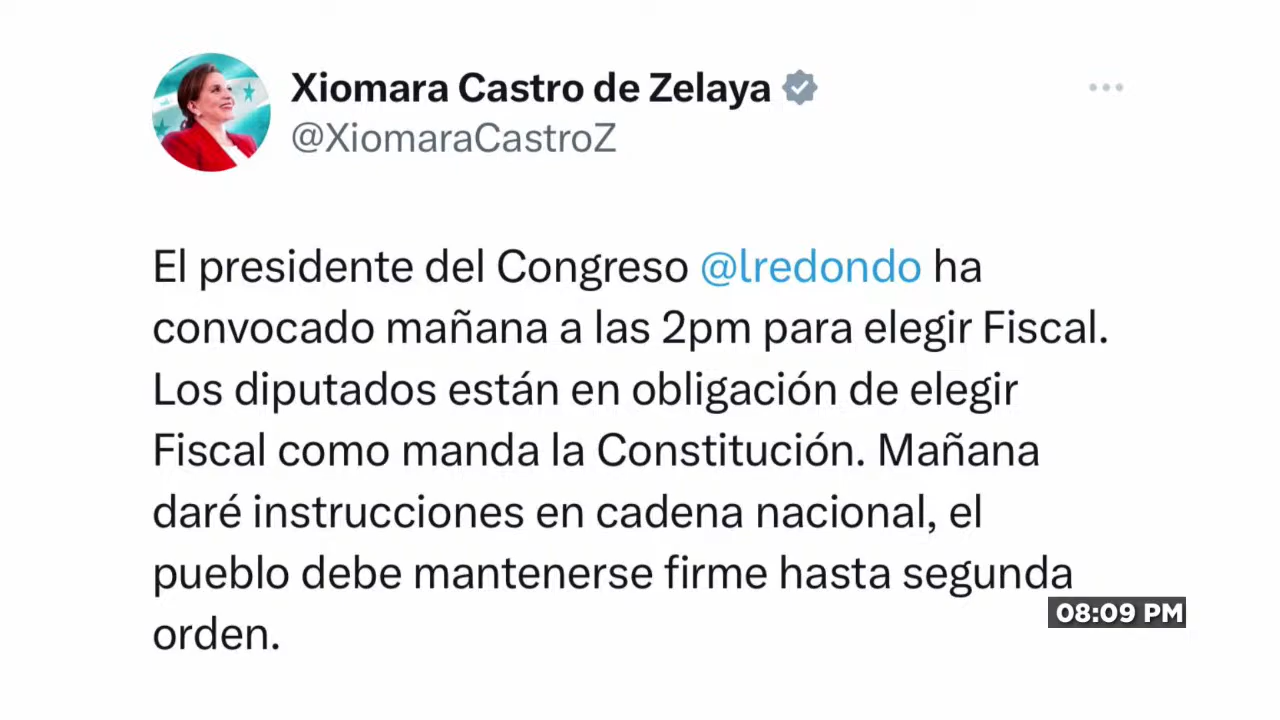 Xiomara Castro de Zelaya
@XiomaraCastroZ
El presidente del Congreso @lredondo ha
convocado mañana a las 2pm para elegir Fiscal.
Los diputados están en obligación de elegir
Fiscal como manda la Constitución. Mañana
daré instrucciones en cadena nacional, el
pueblo debe mantenerse firme hasta segunda
orden.
08:09 PM